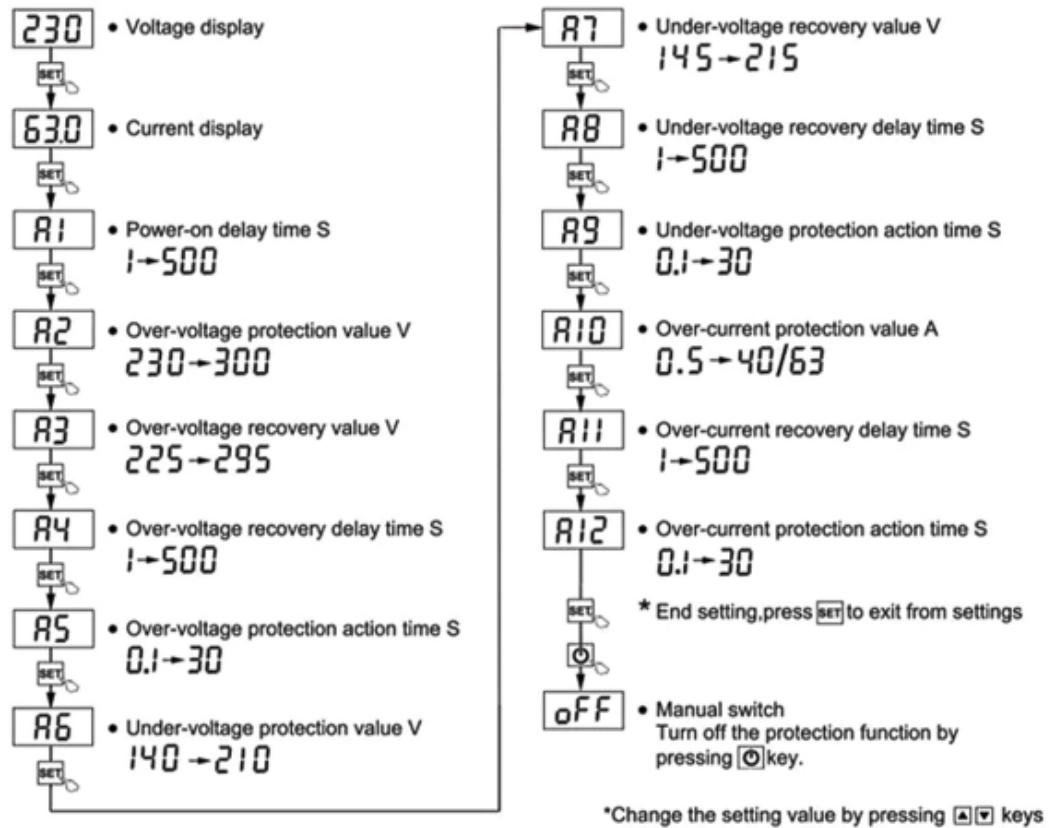 230 • Voltage display
SET
63.0 • Current display
SET
A1 • Power-on delay time S
1→500
SET
A2 • Over-voltage protection value V
230→300
SET
A3 • Over-voltage recovery value V
225→295
SET
A4 • Over-voltage recovery delay time S
1→500
SET
A5 • Over-voltage protection action time S
0.1→30
SET
A6 • Under-voltage protection value V
140→210
SET
A7 • Under-voltage recovery value V
145→215
SET
A8 • Under-voltage recovery delay time S
1→500
SET
A9 • Under-voltage protection action time S
0.1→30
SET
A10 • Over-current protection value A
0.5→40/63
SET
A11 • Over-current recovery delay time S
1→500
SET
A12 • Over-current protection action time S
0.1→30
SET
* End setting,press SET to exit from settings
oFF • Manual switch
Turn off the protection function by
pressing key.
*Change the setting value by pressing ▲▼ keys